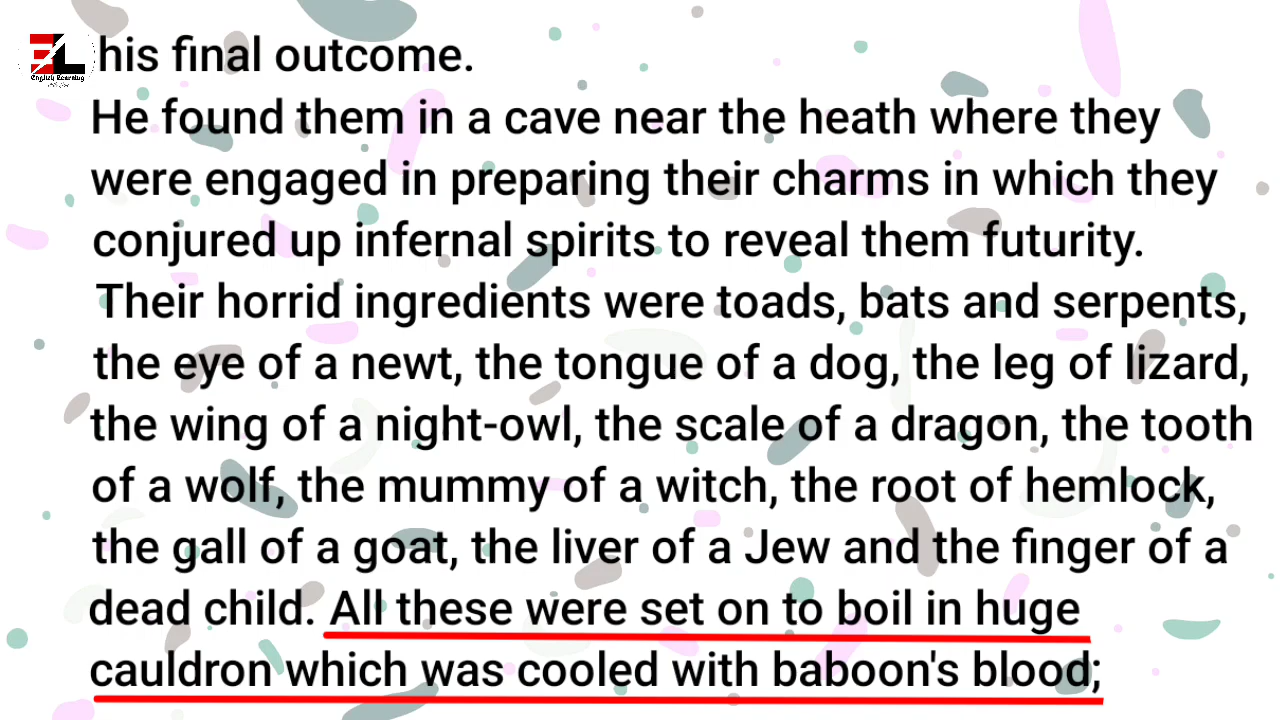 EL
English Learning
his final outcome.
He found them in a cave near the heath where they
were engaged in preparing their charms in which they
conjured up infernal spirits to reveal them futurity.
Their horrid ingredients were toads, bats and serpents,
the eye of a newt, the tongue of a dog, the leg of lizard,
the wing of a night-owl, the scale of a dragon, the tooth
of a wolf, the mummy of a witch, the root of hemlock,
the gall of a goat, the liver of a Jew and the finger of a
dead child. All these were set on to boil in huge
cauldron which was cooled with baboon's blood;